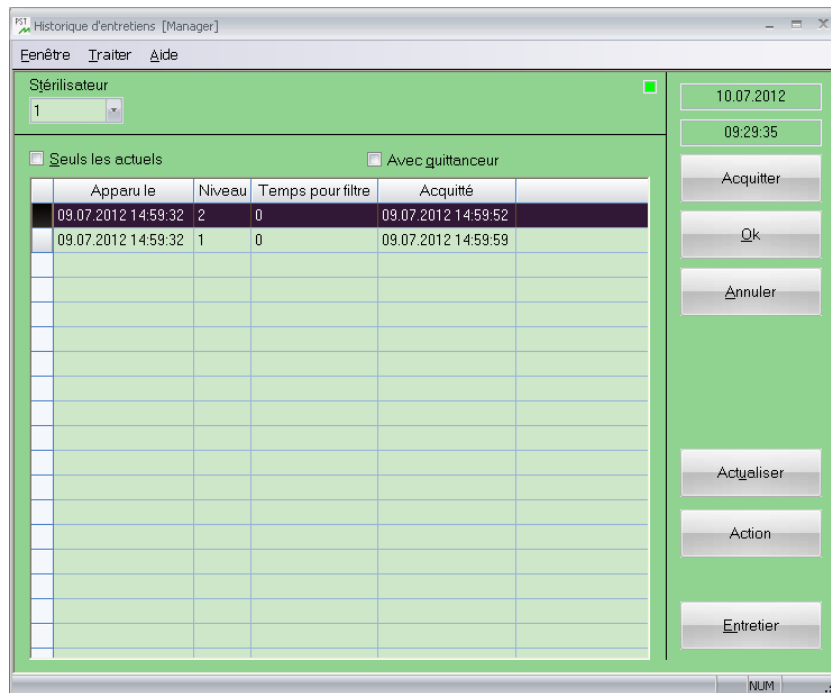 PST Historique d'entretiens [Manager]
Fenêtre Traiter Aide
Stérilisateur
1
10.07.2012
09:29:35
Seuls les actuels Avec quittanceur
Apparu le Niveau Temps pour filtre Acquitté
09.07.2012 14:59:32 2 0 09.07.2012 14:59:52
09.07.2012 14:59:32 1 0 09.07.2012 14:59:59
Acquitter
Ok
Annuler
Actualiser
Action
Entretier
NUM